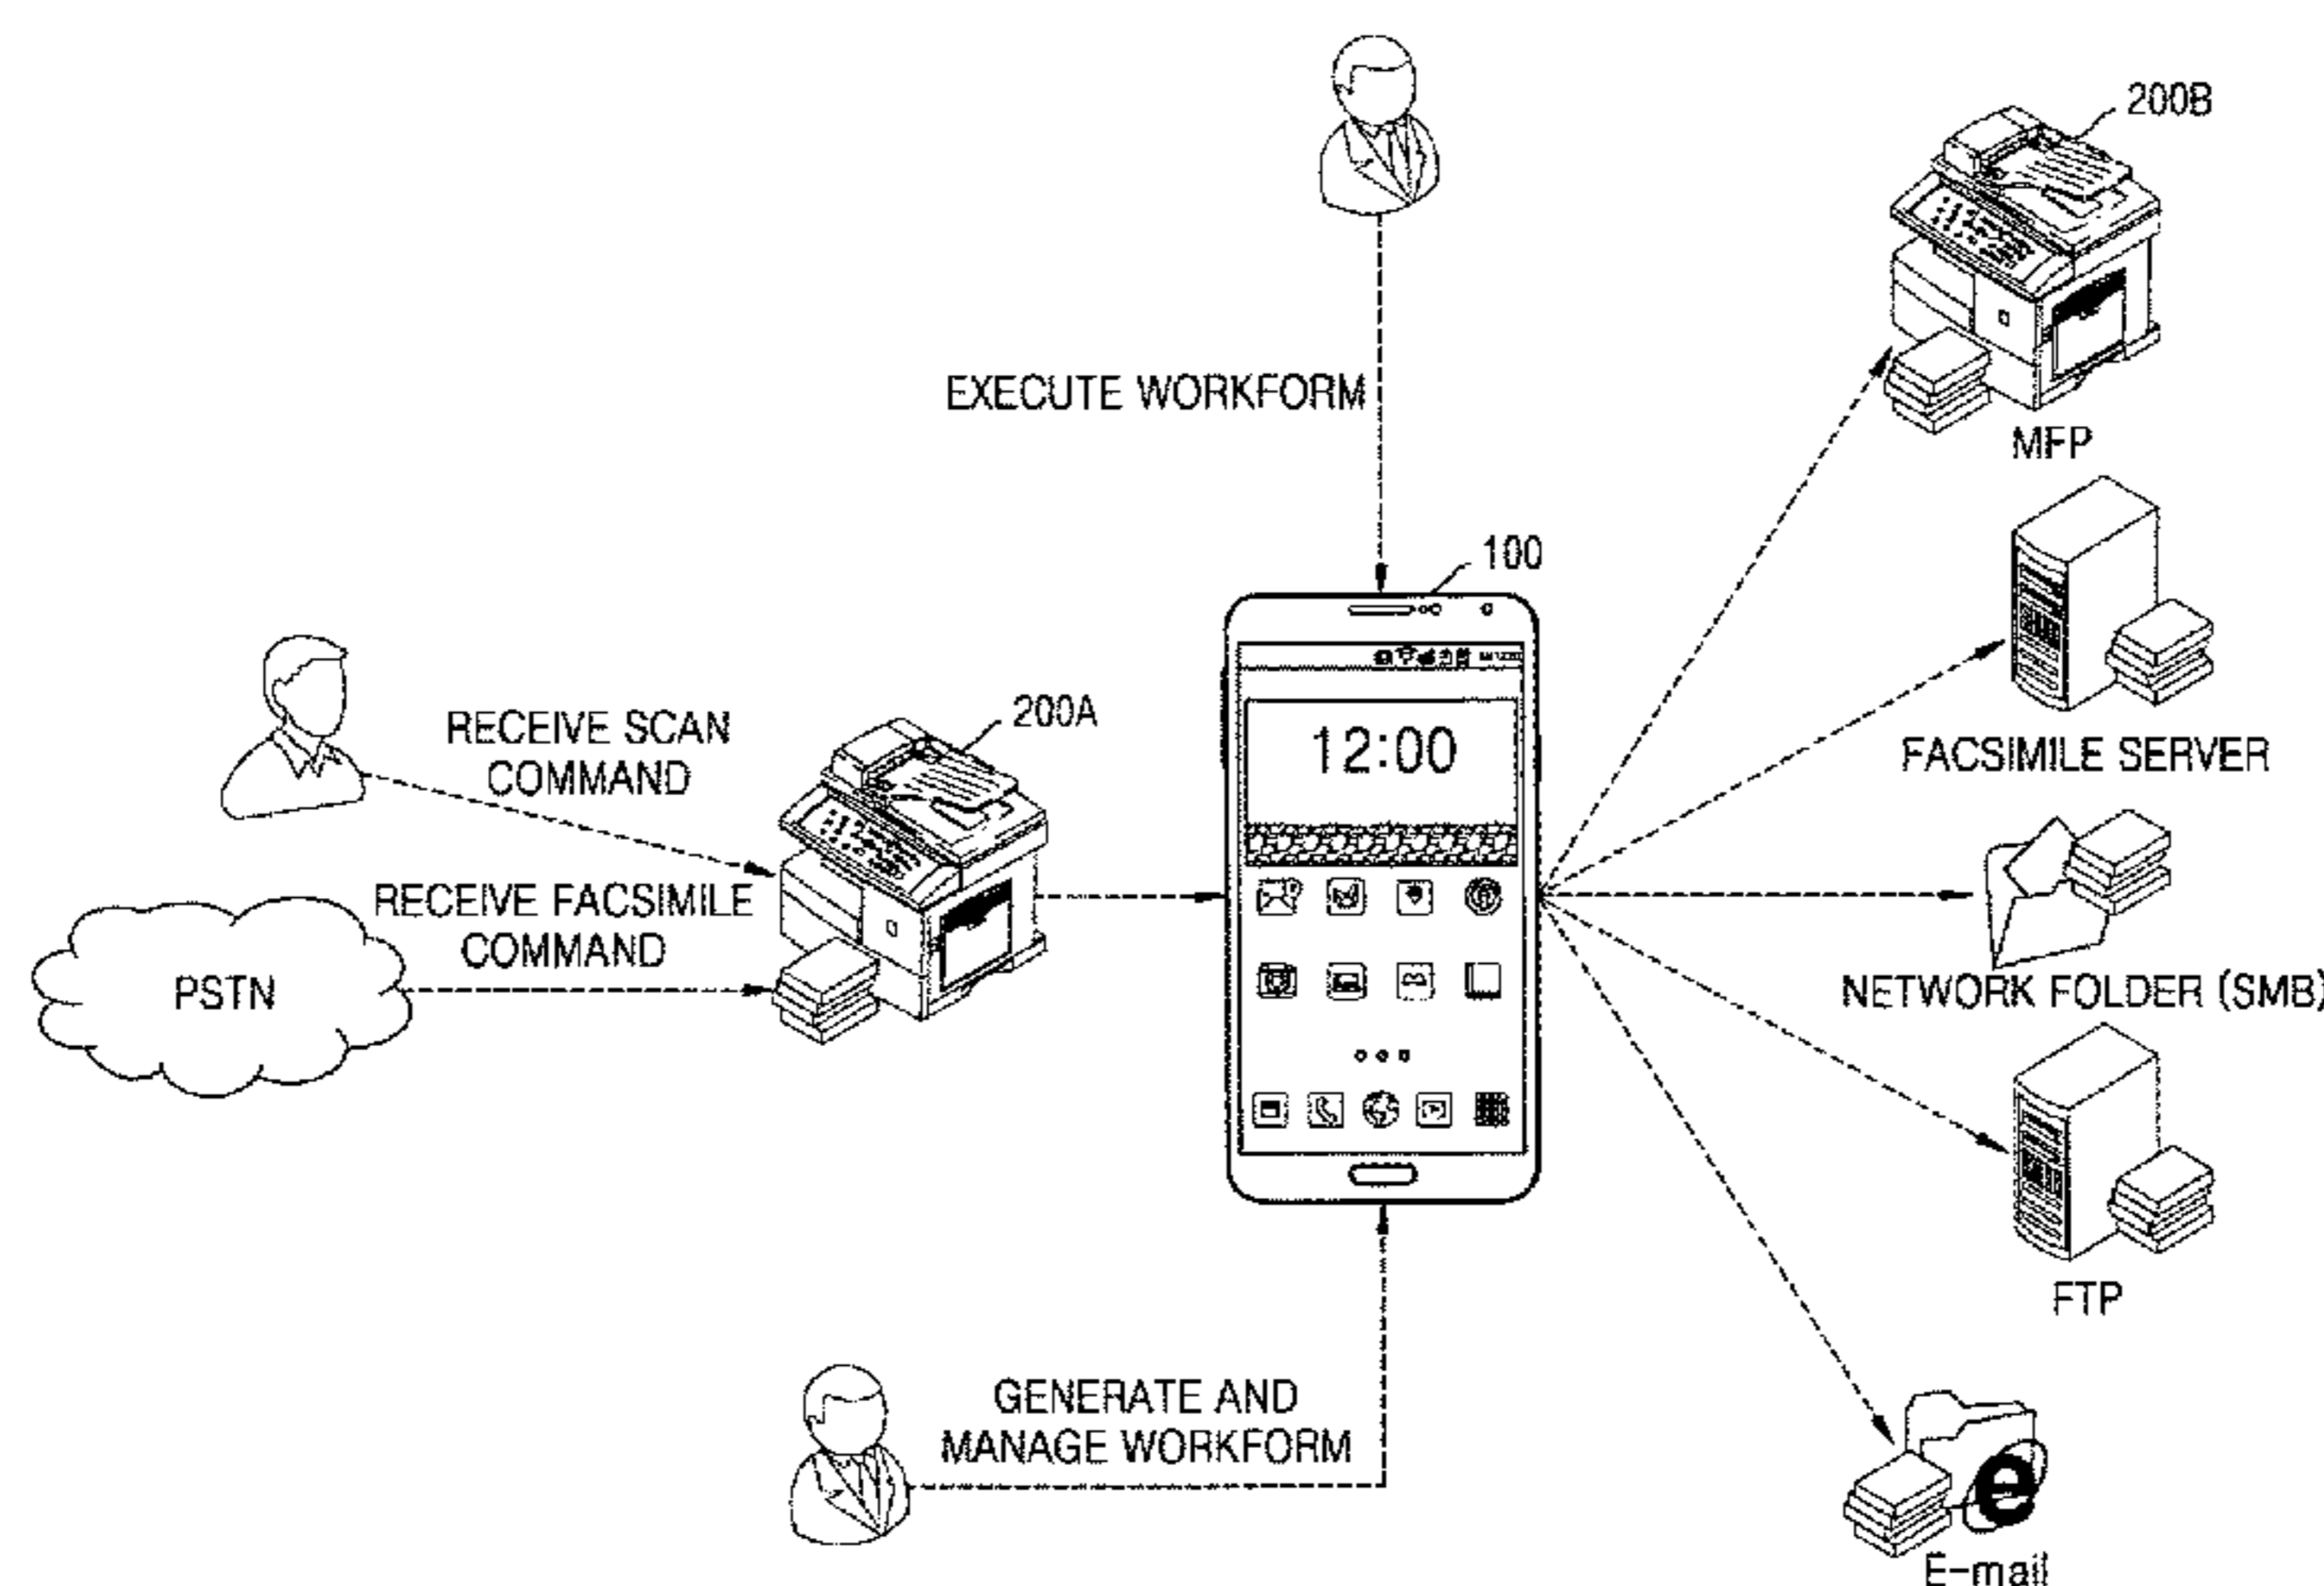 200B
EXECUTE WORKFORM
MFP
100
200A
RECEIVE SCAN
COMMAND
12:00
FACSIMILE SERVER
RECEIVE FACSIMILE
COMMAND
PSTN
NETWORK FOLDER (SMB)
FTP
GENERATE AND
MANAGE WORKFORM
E-mail